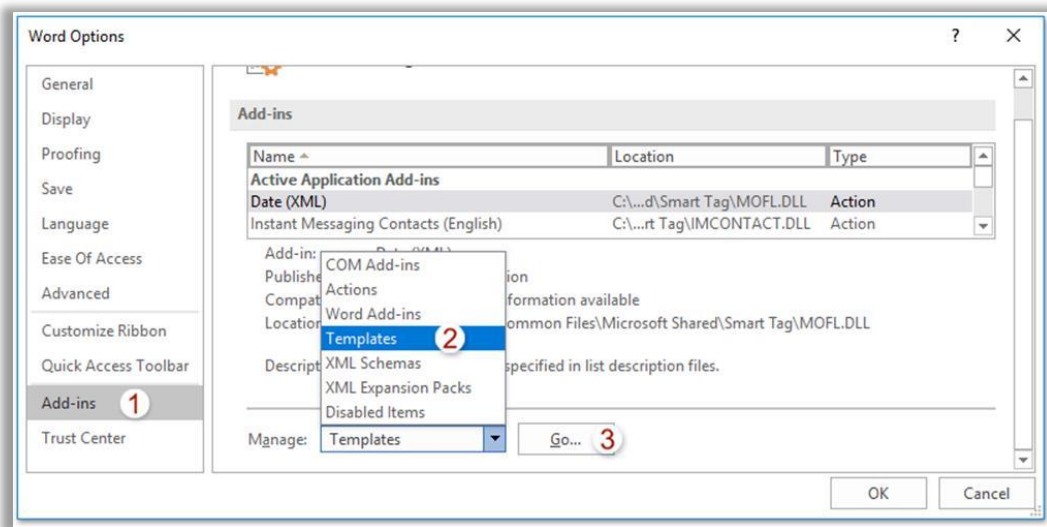 Word Options
?
General
Display
Proofing
Save
Language
Ease Of Access
Advanced
Customize Ribbon
Quick Access Toolbar
Add-ins 1
Trust Center
Add-ins
Name Location Type
Active Application Add-ins
Date (XML) C:\...d\Smart Tag\MOFL.DLL Action
Instant Messaging Contacts (English) C:\...rt Tag\IMCONTACT.DLL Action
Add-in:
Publishe ion
Compat formation available
Location ommon Files\Microsoft Shared\Smart Tag\MOFL.DLL
Descript specified in list description files.
COM Add-ins
Actions
Word Add-ins
Templates 2
XML Schemas
XML Expansion Packs
Disabled Items
Manage: Templates Go... 3
OK Cancel